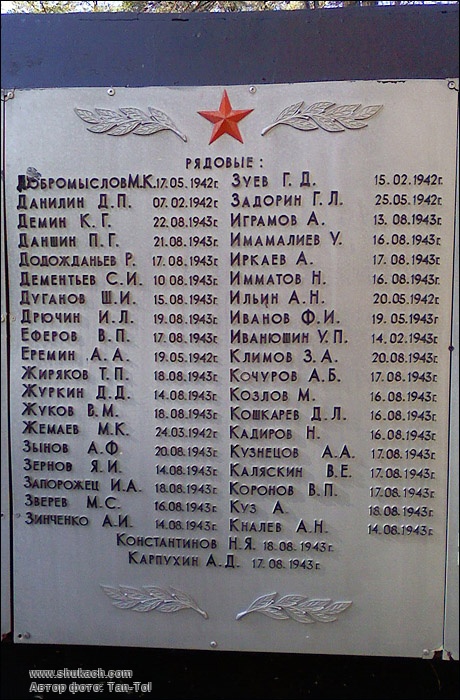 РЯДОВЫЕ:
ДОБРОМЫСЛОВ М.К. 17.05.1942г. ЗУЕВ Г.Д. 15.02.1942г.
ДАНИЛИН Д.П. 07.02.1942г. ЗАДОРИН Г.Л. 25.05.1942г.
ДЕМИН К.Г. 22.08.1943г. ИГРАМОВ А. 13.08.1943г.
ДАНШИН П.Г. 21.08.1943г. ИМАМАЛИЕВ У. 16.08.1943г.
ДОДОЖДАНЬЕВ Р. 17.08.1943г. ИРКАЕВ А. 17.08.1943г.
ДЕМЕНТЬЕВ С.И. 10 08.1943г. ИММАТОВ Н. 16.08.1943г.
ДУГАНОВ Ш.И. 15.08.1943г. ИЛЬИН А.Н. 20.05.1942г.
ДРЮЧИН И.Л. 19.08.1943г. ИВАНОВ Ф.И. 19.05.1943г.
ЕФЕРОВ В.П. 17.08.1943г. ИВАНЮШИН У.П. 14.02.1943г.
ЕРЕМИН А.А. 19.05.1942г. КЛИМОВ З.А. 20.08.1943г.
ЖИРЯКОВ Т.П. 18.08.1943г. КОЧУРОВ А.Б. 17.08.1943г.
ЖУРКИН Д.Д. 14.08.1943г. КОЗЛОВ М. 16.08.1943г.
ЖУКОВ В.М. 18.08.1943г. КОШКАРЕВ Д.Л. 16.08.1943г.
ЖЕМАЕВ М.К. 24.03.1942г. КАДИРОВ Н. 16.08.1943г.
ЗЫНОВ А.Ф. 20.08.1943г. КУЗНЕЦОВ А.А. 17.08.1943г.
ЗЕРНОВ Я.И. 14.08.1943г. КАЛЯСКИН В.Е. 17.08.1943г.
ЗАПОРОЖЕЦ И.А. 18.08.1943г. КОРОНОВ В.П. 17.08.1943г.
ЗВЕРЕВ М.С. 16.08.1943г. КУЗ А. 18.08.1943г.
ЗИНЧЕНКО А.И. 14.08.1943г. КНАЛЕВ А.Н. 14.08.1943г.
КОНСТАНТИНОВ Н.Я. 18.08.1943г.
КАРПУХИН А.Д. 17.08.1943г.
www.shukach.com
Автор фото: Tan-Tol